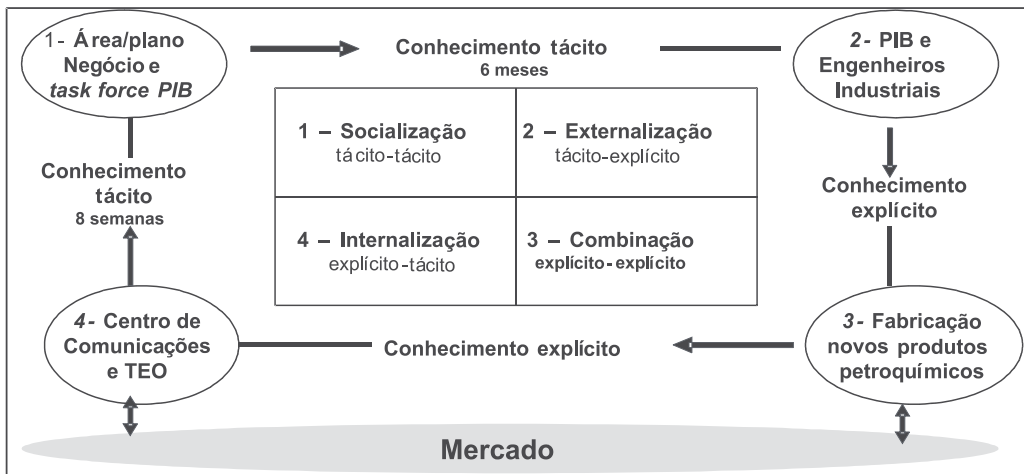 1- Área/plano
Negócio e
task force PIB
Conhecimento tácito
6 meses
2- PIB e
Engenheiros
Industriais
1 – Socialização
tácito-tácito
2 – Externalização
tácito-explícito
Conhecimento
tácito
8 semanas
Conhecimento
explícito
4 – Internalização
explícito-tácito
3 – Combinação
explícito-explícito
4- Centro de
Comunicações
e TEO
Conhecimento explícito
3- Fabricação
novos produtos
petroquímicos
Mercado